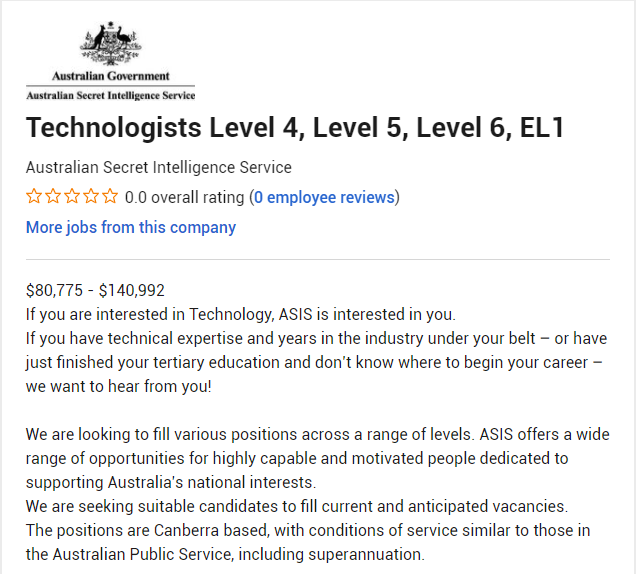 Australian Government
Australian Secret Intelligence Service
Technologists Level 4, Level 5, Level 6, EL1
Australian Secret Intelligence Service
0.0 overall rating (0 employee reviews)
More jobs from this company
$80,775 - $140,992
If you are interested in Technology, ASIS is interested in you.
If you have technical expertise and years in the industry under your belt – or have
just finished your tertiary education and don't know where to begin your career –
we want to hear from you!
We are looking to fill various positions across a range of levels. ASIS offers a wide
range of opportunities for highly capable and motivated people dedicated to
supporting Australia's national interests.
We are seeking suitable candidates to fill current and anticipated vacancies.
The positions are Canberra based, with conditions of service similar to those in
the Australian Public Service, including superannuation.